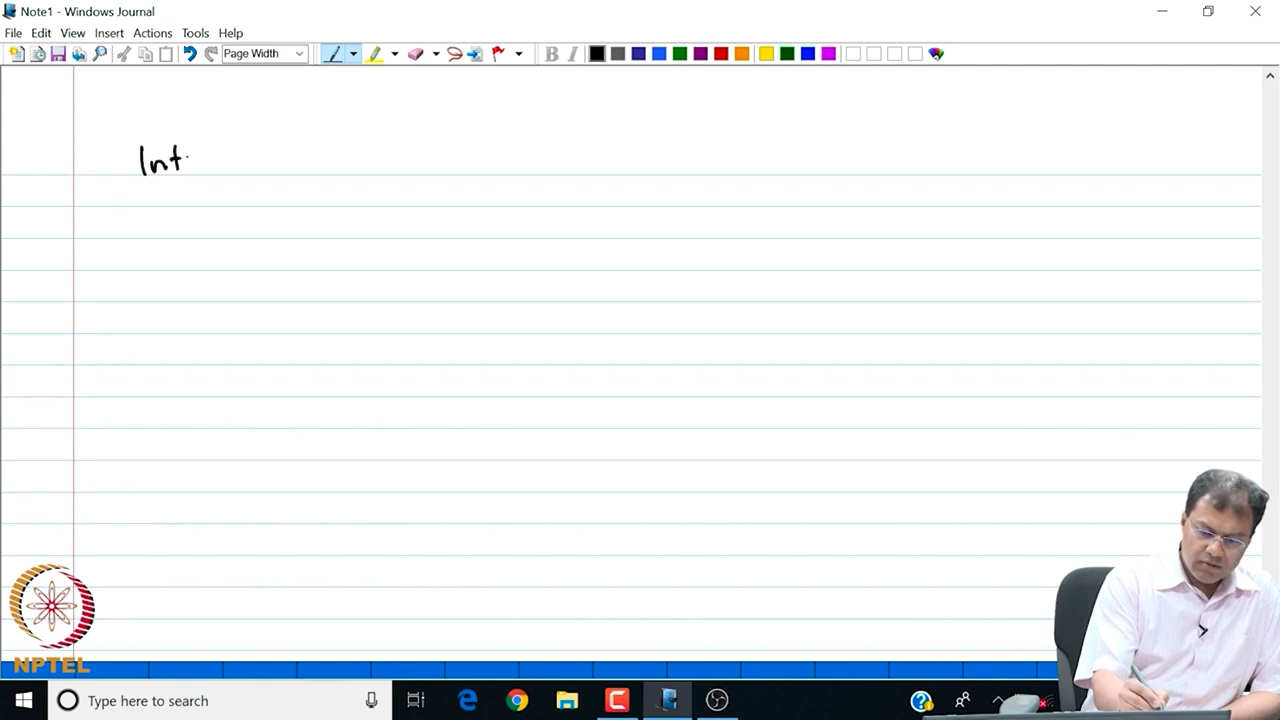 Note1 - Windows Journal
File Edit View Insert Actions Tools Help
Page Width B I
Int
NPTEL
Type here to search